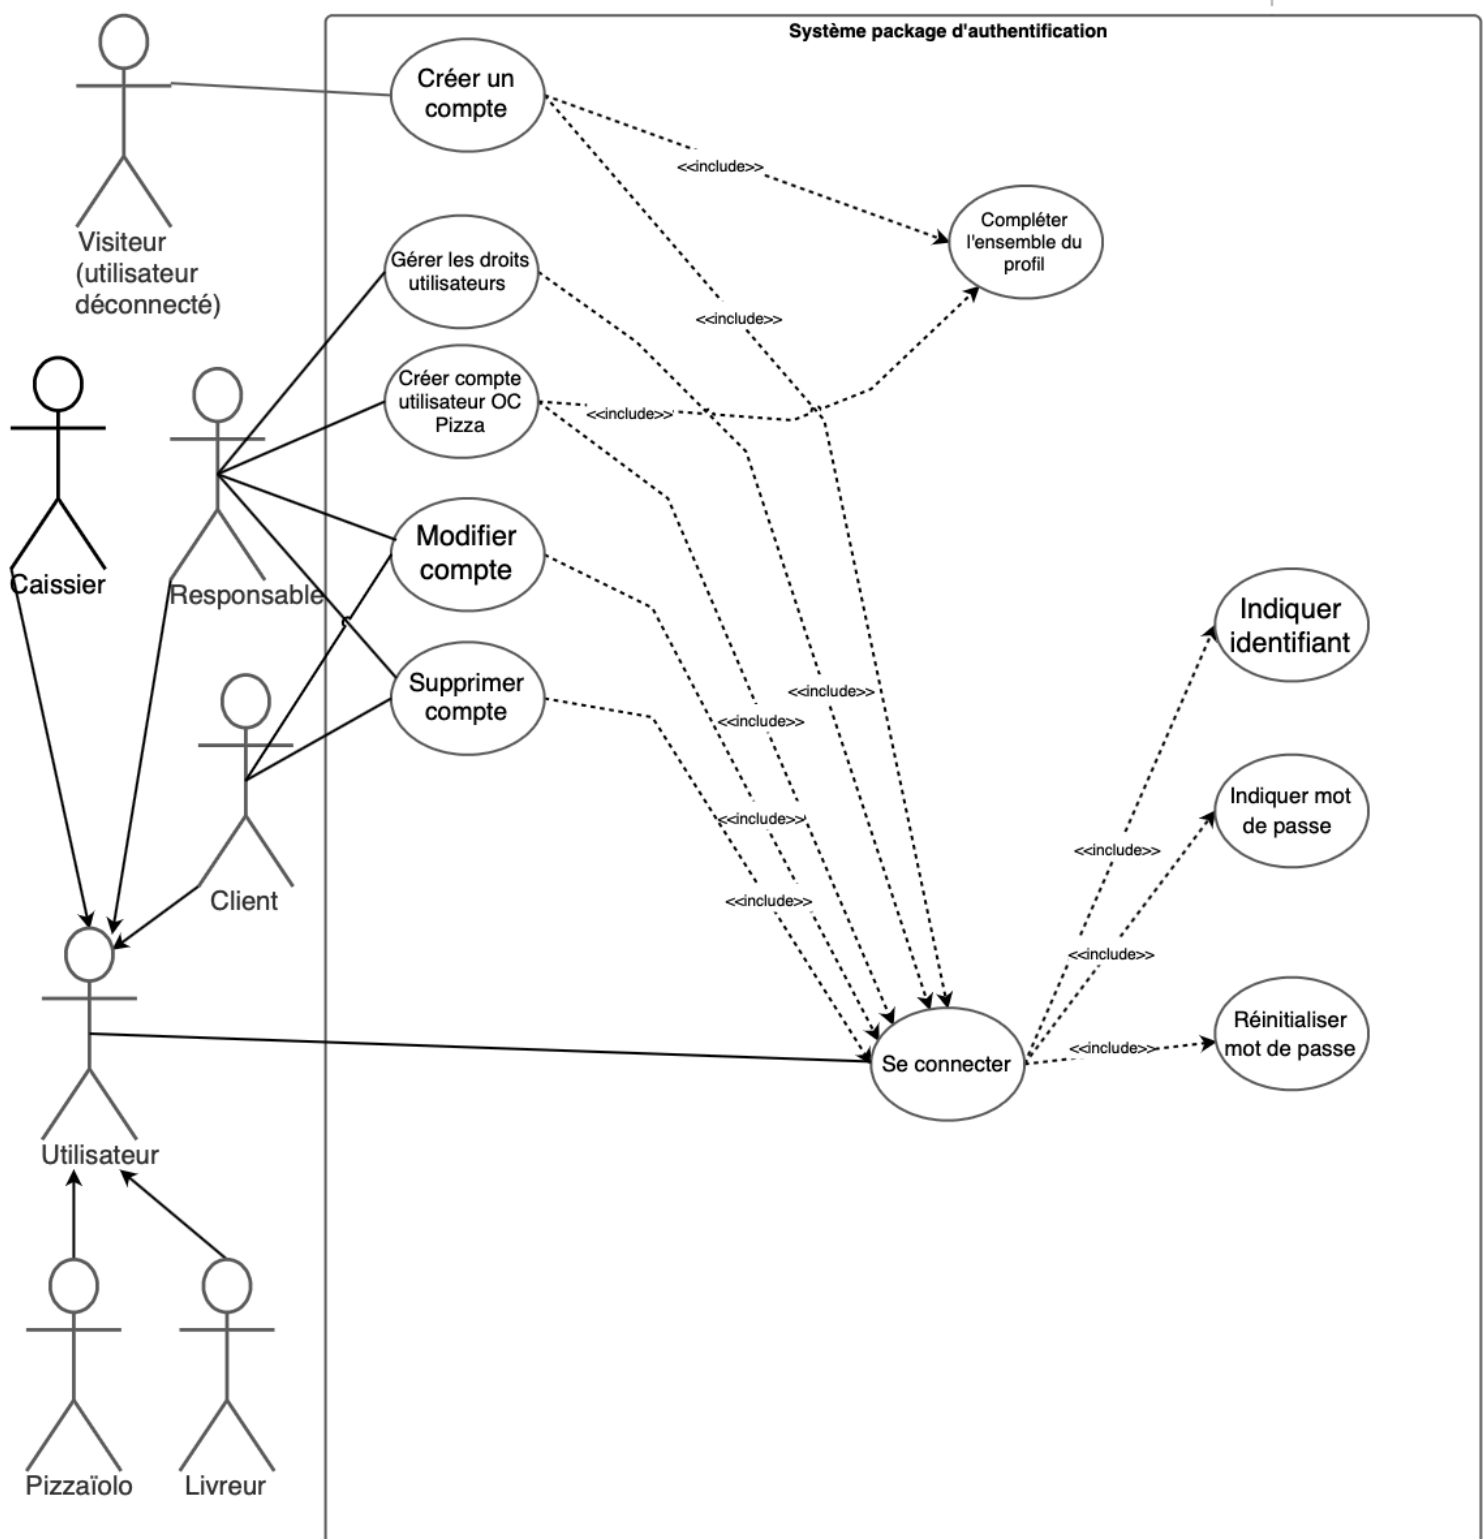 Système package d'authentification
Créer un
compte
<<include>>
Compléter
l'ensemble du
profil
Visiteur
(utilisateur
déconnecté)
Gérer les droits
utilisateurs
<<include>>
Créer compte
utilisateur OC
Pizza
<<include>>
Modifier
compte
Caissier
Responsable
Indiquer
identifiant
Supprimer
compte
<<include>>
<<include>>
<<include>>
Indiquer mot
de passe
<<include>>
<<include>>
Client
<<include>>
Réinitialiser
mot de passe
<<include>>
Se connecter
Utilisateur
Pizzaïolo
Livreur